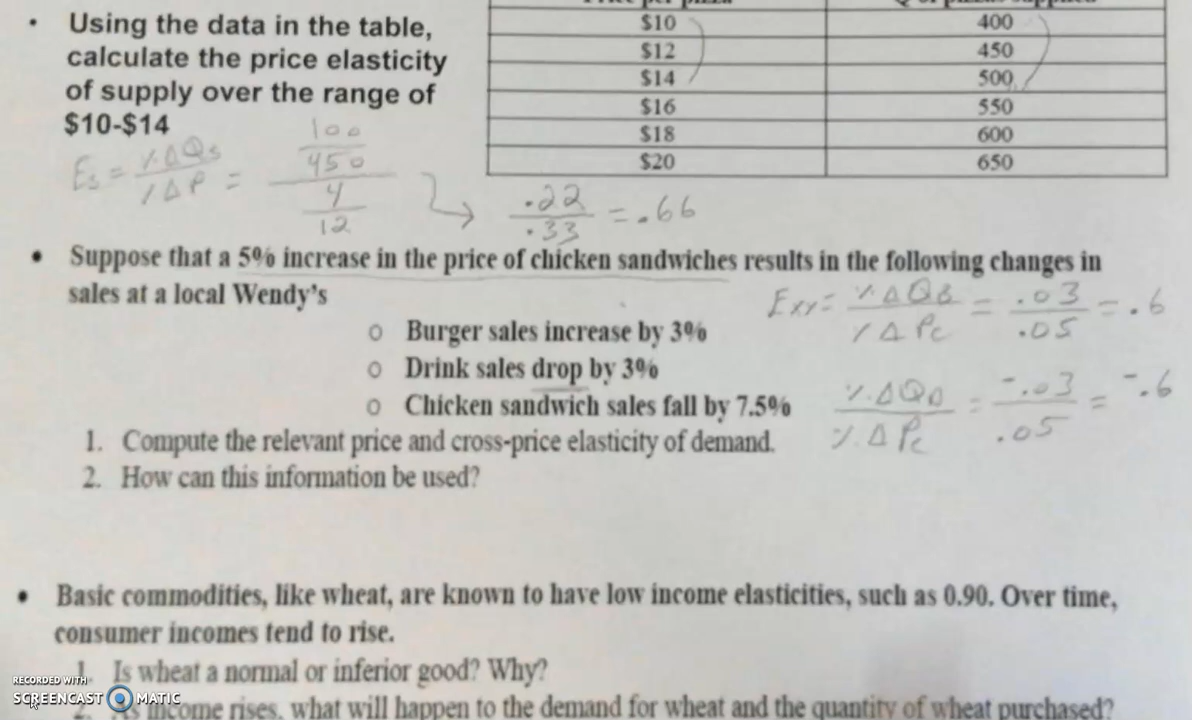 • Using the data in the table,
calculate the price elasticity
of supply over the range of
$10-$14
$10 400
$12 450
$14 500
$16 550
$18 600
$20 650
Es = %ΔQs / %ΔP = 100/450 / 4/12 → .22/.33 = .66
• Suppose that a 5% increase in the price of chicken sandwiches results in the following changes in
sales at a local Wendy's
Exy = %ΔQB / %ΔPc = .03/.05 = .6
o Burger sales increase by 3%
o Drink sales drop by 3%
o Chicken sandwich sales fall by 7.5%
%ΔQD / %ΔPc = -.03/.05 = -.6
1. Compute the relevant price and cross-price elasticity of demand.
2. How can this information be used?
• Basic commodities, like wheat, are known to have low income elasticities, such as 0.90. Over time,
consumer incomes tend to rise.
1. Is wheat a normal or inferior good? Why?
RECORDED WITH
SCREENCAST MATIC
income rises, what will happen to the demand for wheat and the quantity of wheat purchased?